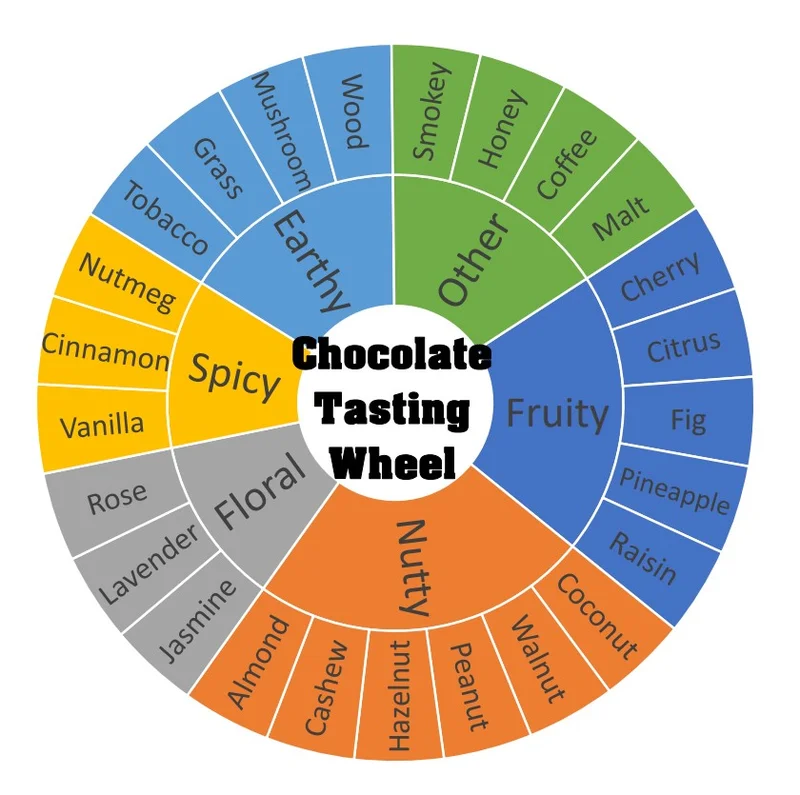 Chocolate
Tasting
Wheel
Other
Smokey
Honey
Coffee
Malt
Fruity
Cherry
Citrus
Fig
Pineapple
Raisin
Nutty
Coconut
Walnut
Peanut
Hazelnut
Cashew
Almond
Floral
Jasmine
Lavender
Rose
Spicy
Vanilla
Cinnamon
Nutmeg
Earthy
Tobacco
Grass
Mushroom
Wood